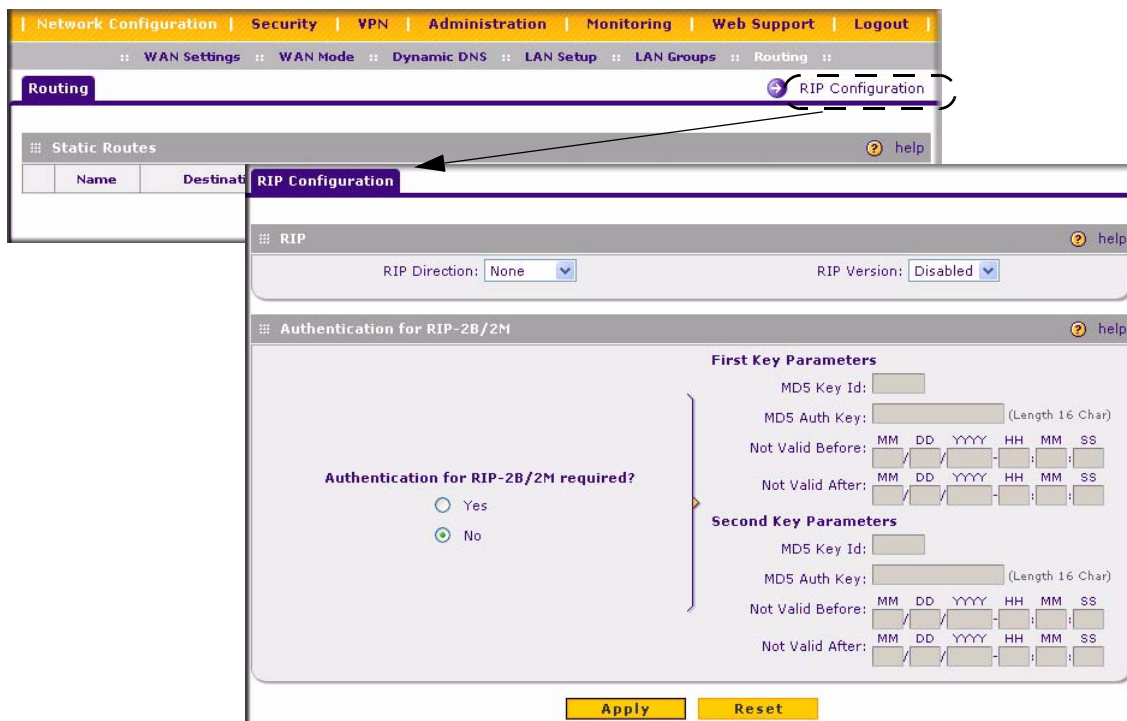 | Network Configuration | Security | VPN | Administration | Monitoring | Web Support | Logout |
:: WAN Settings :: WAN Mode :: Dynamic DNS :: LAN Setup :: LAN Groups :: Routing ::
Routing
RIP Configuration
Static Routes
help
Name
Destinati
RIP Configuration
RIP
help
RIP Direction: None
RIP Version: Disabled
Authentication for RIP-2B/2M
help
Authentication for RIP-2B/2M required?
Yes
No
First Key Parameters
MD5 Key Id:
MD5 Auth Key: (Length 16 Char)
MM DD YYYY HH MM SS
Not Valid Before: / / - : :
MM DD YYYY HH MM SS
Not Valid After: / / - : :
Second Key Parameters
MD5 Key Id:
MD5 Auth Key: (Length 16 Char)
MM DD YYYY HH MM SS
Not Valid Before: / / - : :
MM DD YYYY HH MM SS
Not Valid After: / / - : :
Apply
Reset